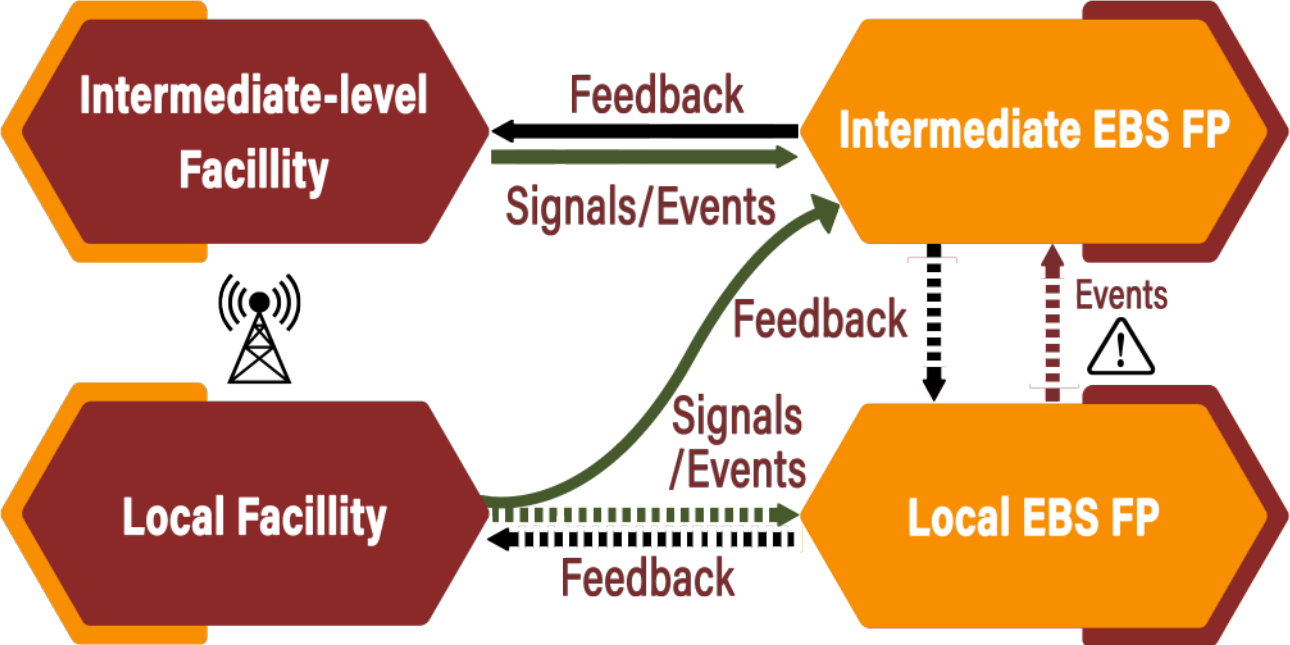 Intermediate-level
Facillity
Feedback
Signals/Events
Intermediate EBS FP
Feedback
Events
Signals
/Events
Local Facillity
Feedback
Local EBS FP